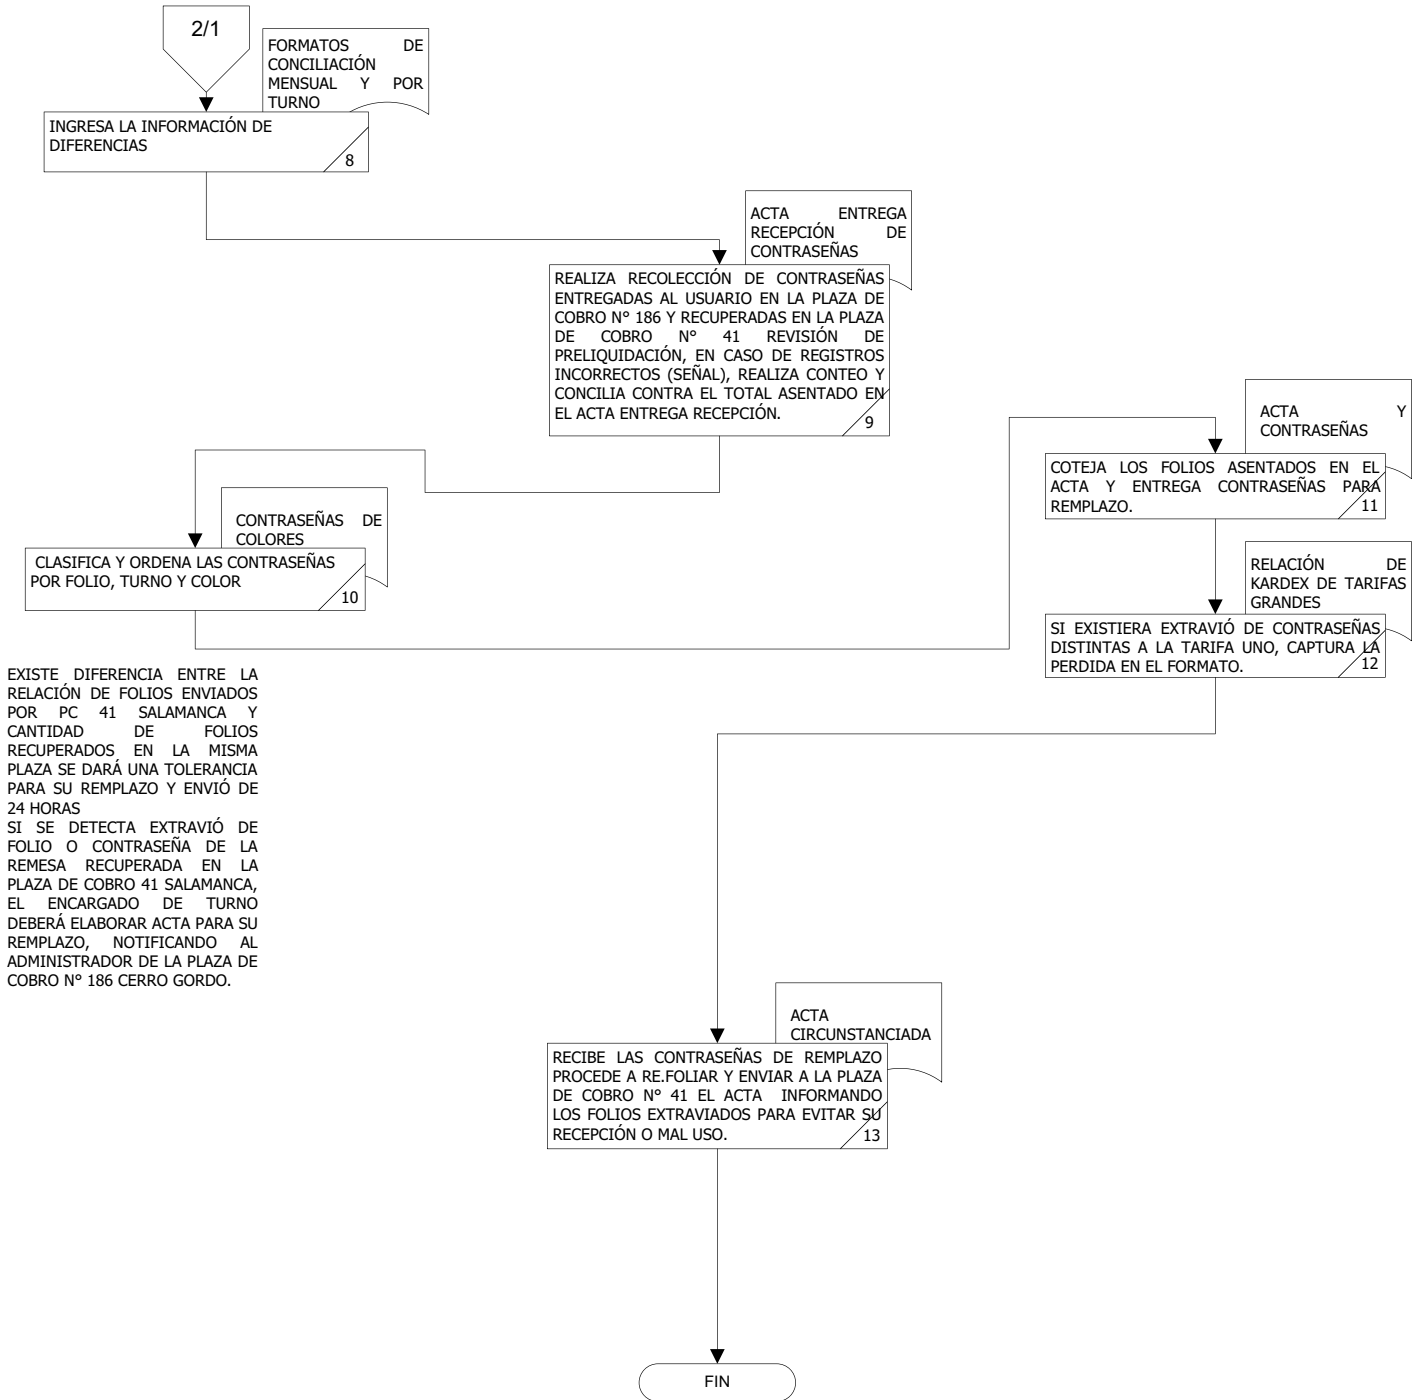 2/1
FORMATOS DE
CONCILIACIÓN
MENSUAL Y POR
TURNO
INGRESA LA INFORMACIÓN DE
DIFERENCIAS
8
ACTA ENTREGA
RECEPCIÓN DE
CONTRASEÑAS
REALIZA RECOLECCIÓN DE CONTRASEÑAS
ENTREGADAS AL USUARIO EN LA PLAZA DE
COBRO N° 186 Y RECUPERADAS EN LA PLAZA
DE COBRO N° 41 REVISIÓN DE
PRELIQUIDACIÓN, EN CASO DE REGISTROS
INCORRECTOS (SEÑAL), REALIZA CONTEO Y
CONCILIA CONTRA EL TOTAL ASENTADO EN
EL ACTA ENTREGA RECEPCIÓN.
9
CONTRASEÑAS DE
COLORES
CLASIFICA Y ORDENA LAS CONTRASEÑAS
POR FOLIO, TURNO Y COLOR
10
ACTA Y
CONTRASEÑAS
COTEJA LOS FOLIOS ASENTADOS EN EL
ACTA Y ENTREGA CONTRASEÑAS PARA
REMPLAZO.
11
RELACIÓN DE
KARDEX DE TARIFAS
GRANDES
SI EXISTIERA EXTRAVIÓ DE CONTRASEÑAS
DISTINTAS A LA TARIFA UNO, CAPTURA LA
PERDIDA EN EL FORMATO.
12
EXISTE DIFERENCIA ENTRE LA
RELACIÓN DE FOLIOS ENVIADOS
POR PC 41 SALAMANCA Y
CANTIDAD DE FOLIOS
RECUPERADOS EN LA MISMA
PLAZA SE DARÁ UNA TOLERANCIA
PARA SU REMPLAZO Y ENVIÓ DE
24 HORAS
SI SE DETECTA EXTRAVIÓ DE
FOLIO O CONTRASEÑA DE LA
REMESA RECUPERADA EN LA
PLAZA DE COBRO 41 SALAMANCA,
EL ENCARGADO DE TURNO
DEBERÁ ELABORAR ACTA PARA SU
REMPLAZO, NOTIFICANDO AL
ADMINISTRADOR DE LA PLAZA DE
COBRO N° 186 CERRO GORDO.
ACTA
CIRCUNSTANCIADA
RECIBE LAS CONTRASEÑAS DE REMPLAZO
PROCEDE A RE.FOLIAR Y ENVIAR A LA PLAZA
DE COBRO N° 41 EL ACTA INFORMANDO
LOS FOLIOS EXTRAVIADOS PARA EVITAR SU
RECEPCIÓN O MAL USO.
13
FIN